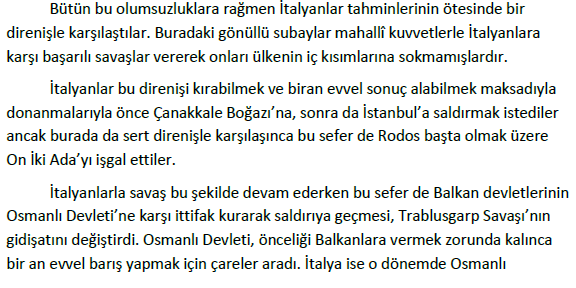 Bütün bu olumsuzluklara rağmen İtalyanlar tahminlerinin ötesinde bir
direnişle karşılaştılar. Buradaki gönüllü subaylar mahallî kuvvetlerle İtalyanlara
karşı başarılı savaşlar vererek onları ülkenin iç kısımlarına sokmamışlardır.
İtalyanlar bu direnişi kırabilmek ve biran evvel sonuç alabilmek maksadıyla
donanmalarıyla önce Çanakkale Boğazı’na, sonra da İstanbul’a saldırmak istediler
ancak burada da sert direnişle karşılaşınca bu sefer de Rodos başta olmak üzere
On İki Ada’yı işgal ettiler.
İtalyanlarla savaş bu şekilde devam ederken bu sefer de Balkan devletlerinin
Osmanlı Devleti’ne karşı ittifak kurarak saldırıya geçmesi, Trablusgarp Savaşı’nın
gidişatını değiştirdi. Osmanlı Devleti, önceliği Balkanlara vermek zorunda kalınca
bir an evvel barış yapmak için çareler aradı. İtalya ise o dönemde Osmanlı